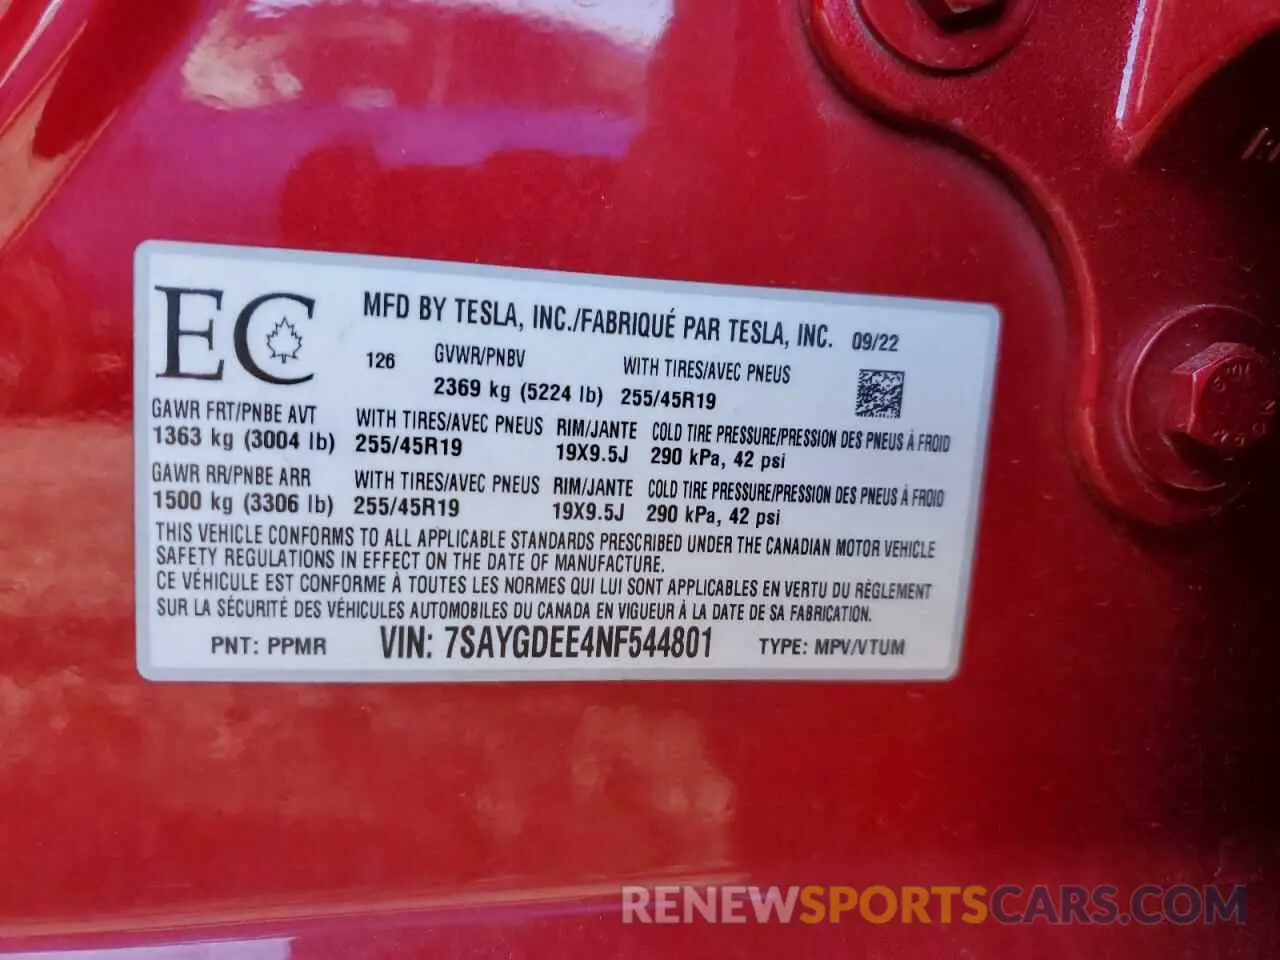 EC
MFD BY TESLA, INC./FABRIQUÉ PAR TESLA, INC. 09/22
126 GVWR/PNBV WITH TIRES/AVEC PNEUS
2369 kg (5224 lb) 255/45R19
GAWR FRT/PNBE AVT WITH TIRES/AVEC PNEUS RIM/JANTE COLD TIRE PRESSURE/PRESSION DES PNEUS À FROID
1363 kg (3004 lb) 255/45R19 19X9.5J 290 kPa, 42 psi
GAWR RR/PNBE ARR WITH TIRES/AVEC PNEUS RIM/JANTE COLD TIRE PRESSURE/PRESSION DES PNEUS À FROID
1500 kg (3306 lb) 255/45R19 19X9.5J 290 kPa, 42 psi
THIS VEHICLE CONFORMS TO ALL APPLICABLE STANDARDS PRESCRIBED UNDER THE CANADIAN MOTOR VEHICLE
SAFETY REGULATIONS IN EFFECT ON THE DATE OF MANUFACTURE.
CE VÉHICULE EST CONFORME À TOUTES LES NORMES QUI LUI SONT APPLICABLES EN VERTU DU RÈGLEMENT
SUR LA SÉCURITÉ DES VÉHICULES AUTOMOBILES DU CANADA EN VIGUEUR À LA DATE DE SA FABRICATION.
PNT: PPMR VIN: 7SAYGDEE4NF544801 TYPE: MPV/VTUM
RENEWSPORTSCARS.COM